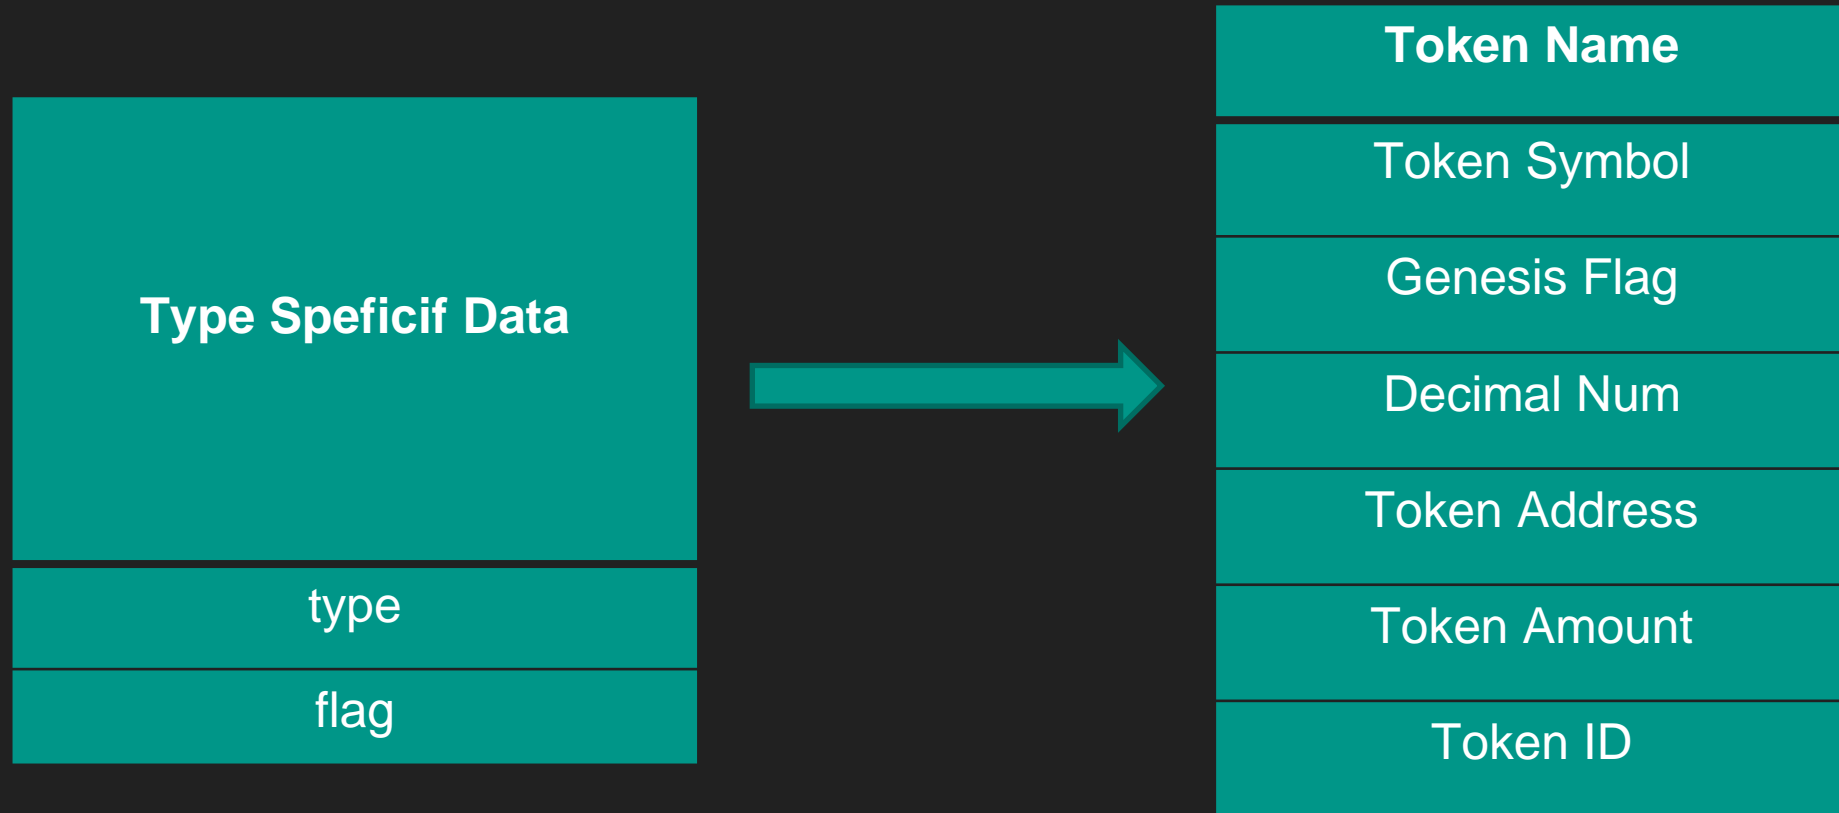 Type Speficif Data
type
flag
Token Name
Token Symbol
Genesis Flag
Decimal Num
Token Address
Token Amount
Token ID